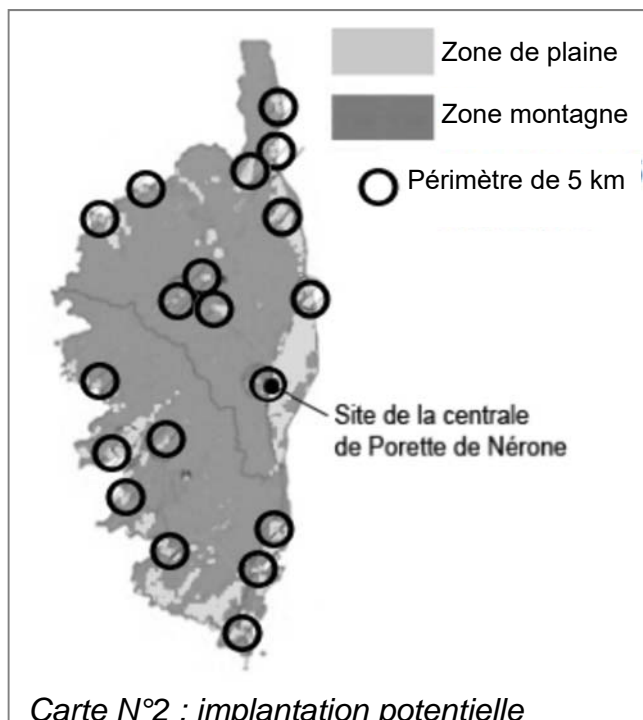 Zone de plaine
Zone montagne
Périmètre de 5 km
Site de la centrale
de Porette de Nérone
Carte N°2 : implantation potentielle